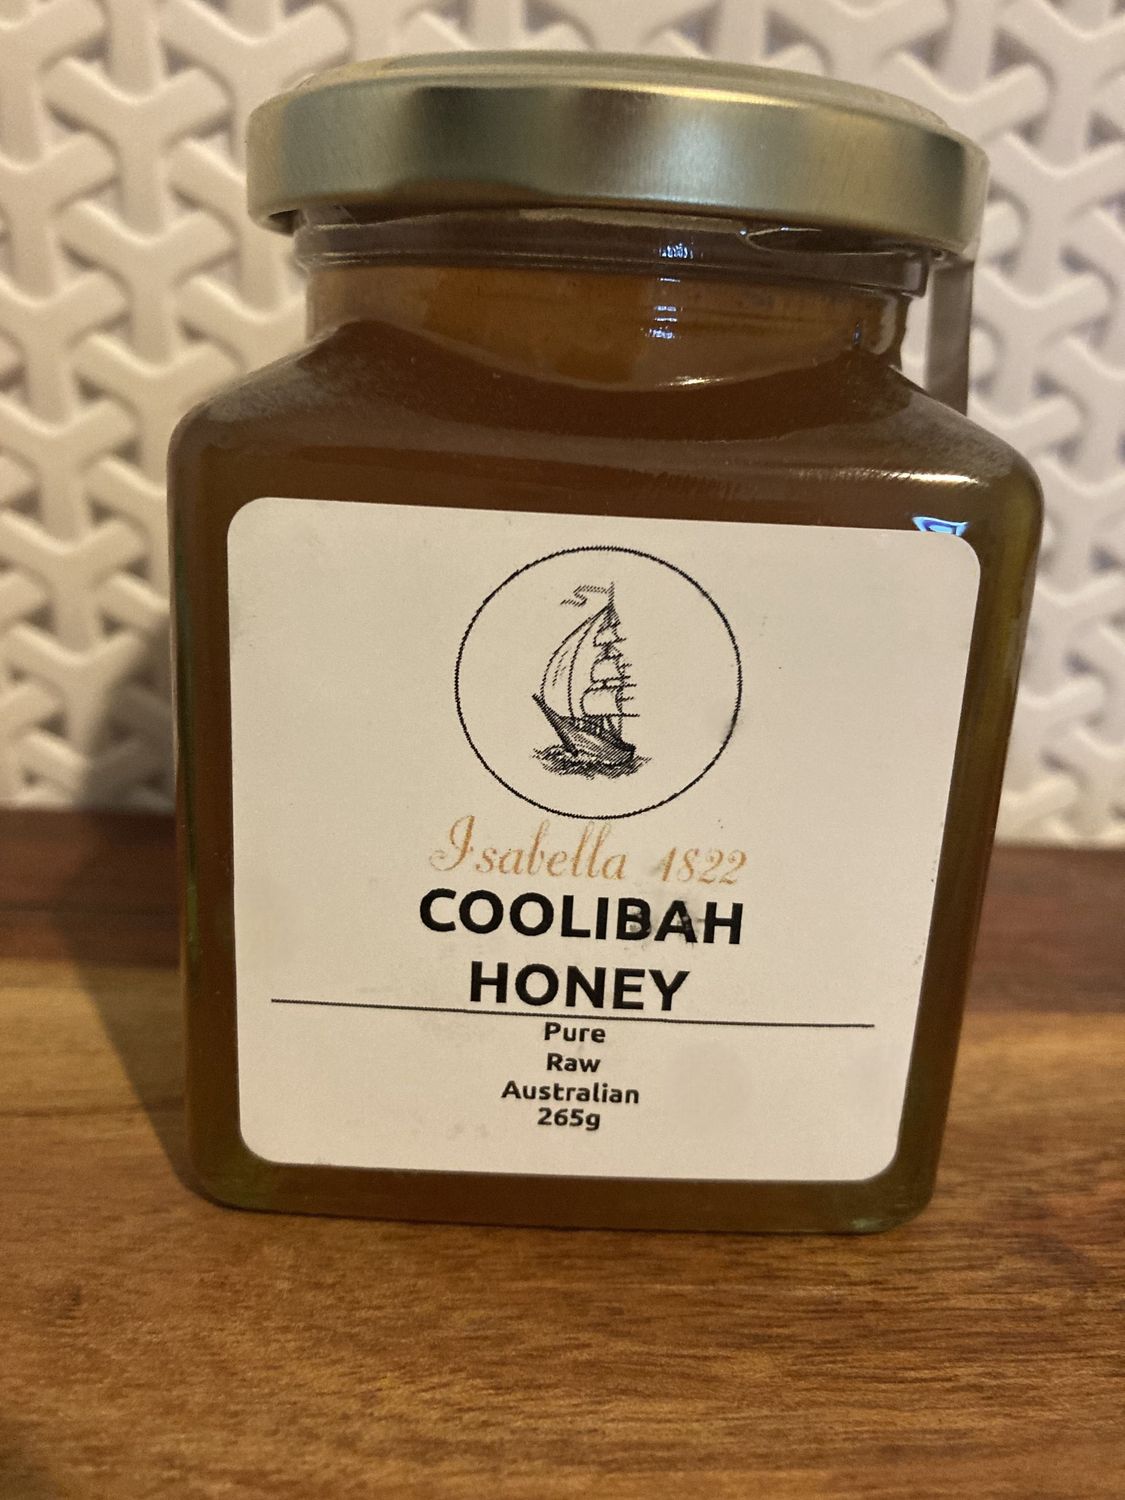 Isabella 1822
COOLIBAH
HONEY
Pure
Raw
Australian
265g